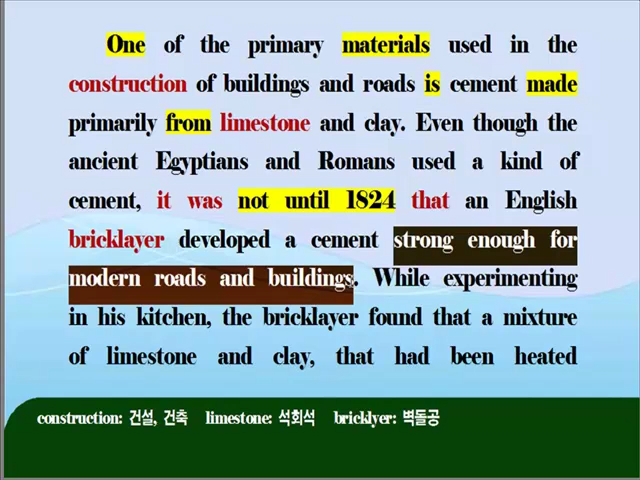 One of the primary materials used in the
construction of buildings and roads is cement made
primarily from limestone and clay. Even though the
ancient Egyptians and Romans used a kind of
cement, it was not until 1824 that an English
bricklayer developed a cement strong enough for
modern roads and buildings. While experimenting
in his kitchen, the bricklayer found that a mixture
of limestone and clay, that had been heated
construction: 건설, 건축 limestone: 석회석 bricklyer: 벽돌공